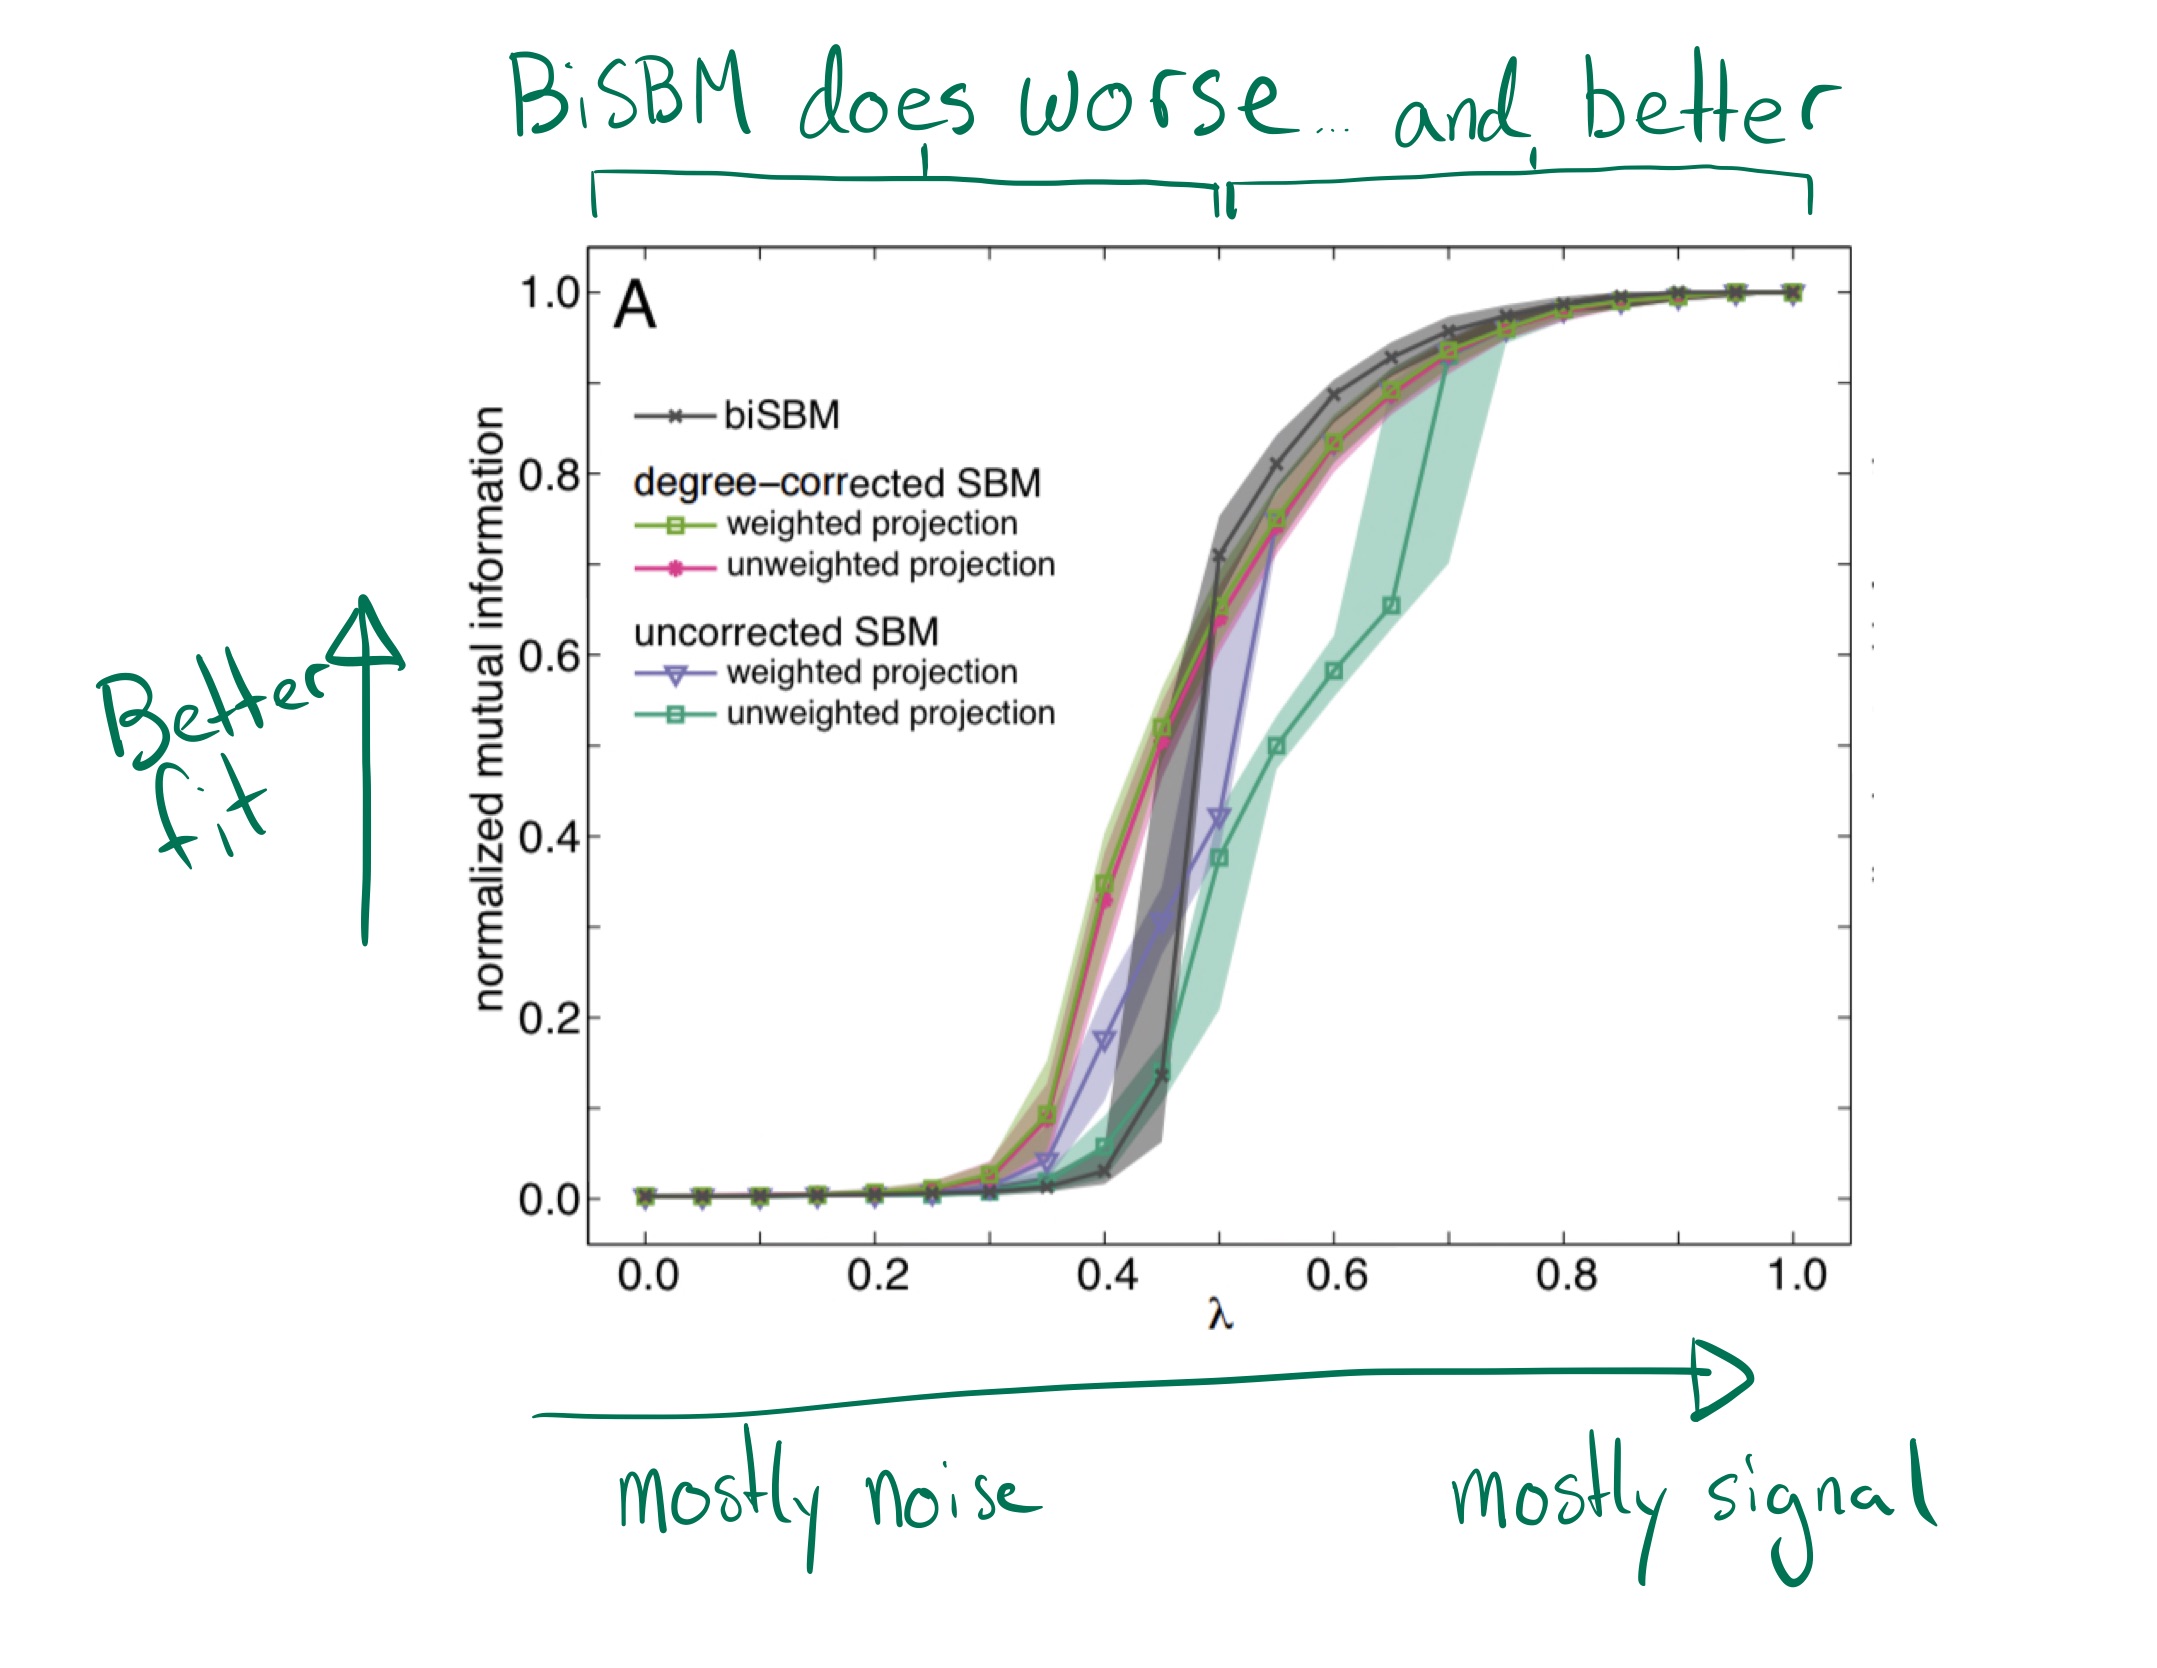 BiSBM does worse... and better
A
1.0
0.8
0.6
0.4
0.2
0.0
normalized mutual information
biSBM
degree-corrected SBM
weighted projection
unweighted projection
uncorrected SBM
weighted projection
unweighted projection
Better
fit
0.0 0.2 0.4 0.6 0.8 1.0
λ
mostly noise mostly signal